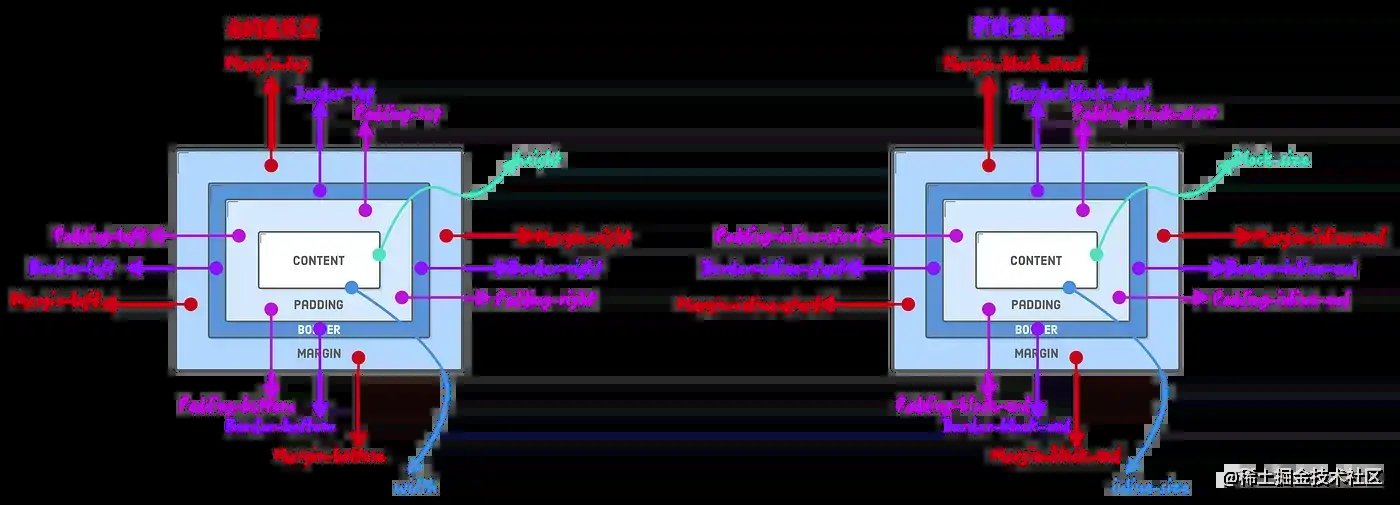 Margin-top
Border-top
Padding-top
height
Padding-left
Margin-right
Border-left
CONTENT
Border-right
Margin-left
PADDING
Padding-right
BORDER
MARGIN
Padding-bottom
Border-bottom
Margin-bottom
width
Margin-block-start
Border-block-start
Padding-block-start
Block-size
Padding-inline-start
Margin-inline-end
Border-inline-start
CONTENT
Border-inline-end
Margin-inline-start
PADDING
Padding-inline-end
BORDER
MARGIN
Padding-block-end
Border-block-end
Margin-block-end
inline-size
@稀土掘金技术社区